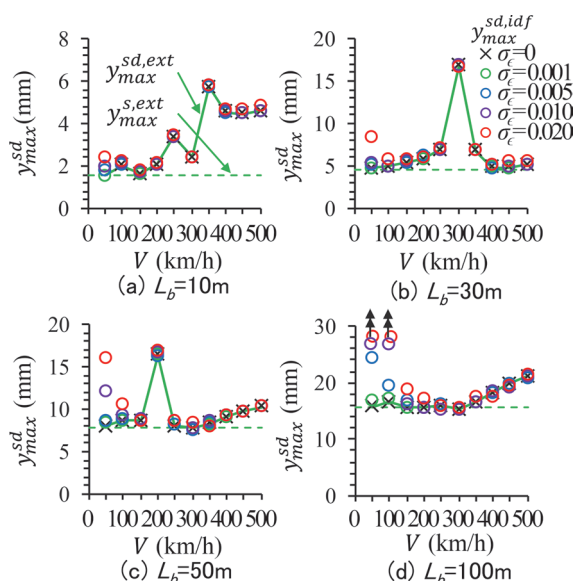 8
6
4
2
0
y_max^sd (mm)
y_max^sd,ext
y_max^s,ext
0 100 200 300 400 500
V (km/h)
(a) L_b=10m
20
15
10
5
0
y_max^sd (mm)
y_max^sd,idf
σ_ϵ=0
σ_ϵ=0.001
σ_ϵ=0.005
σ_ϵ=0.010
σ_ϵ=0.020
0 100 200 300 400 500
V (km/h)
(b) L_b=30m
20
15
10
5
0
y_max^sd (mm)
0 100 200 300 400 500
V (km/h)
(c) L_b=50m
30
20
10
0
y_max^sd (mm)
0 100 200 300 400 500
V (km/h)
(d) L_b=100m